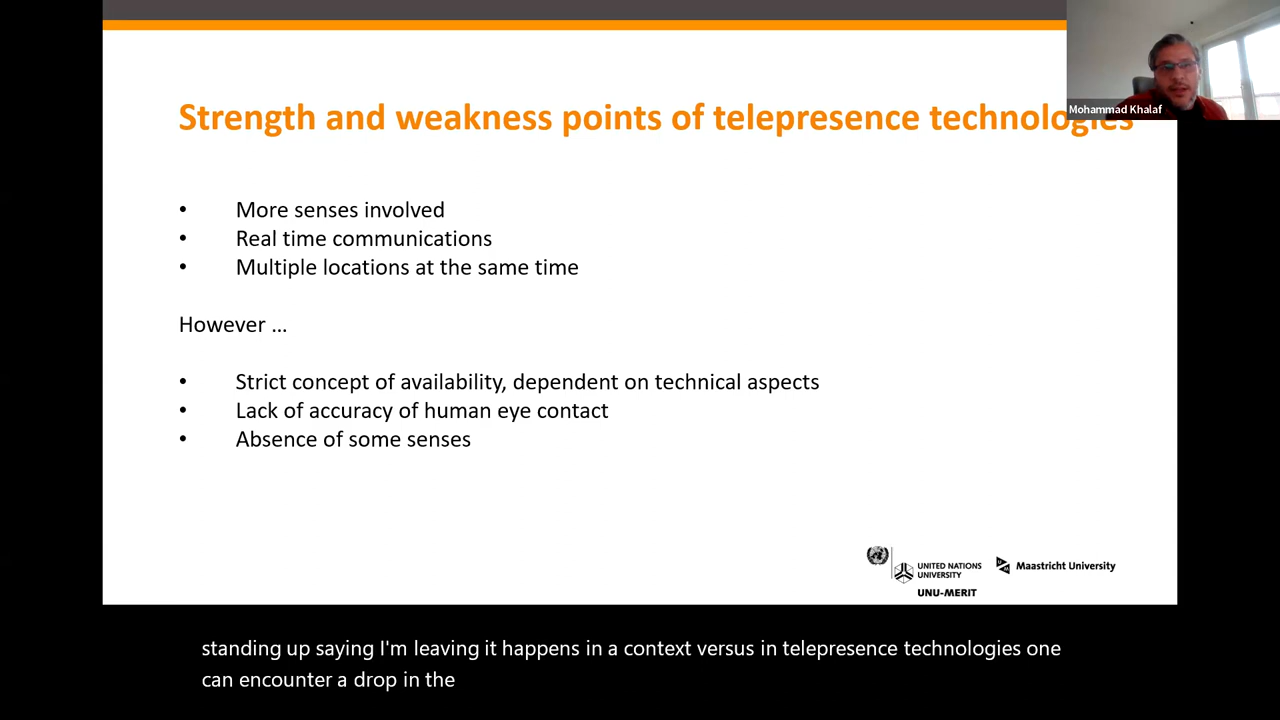 Mohammad Khalaf
Strength and weakness points of telepresence technologies
• More senses involved
• Real time communications
• Multiple locations at the same time
However ...
• Strict concept of availability, dependent on technical aspects
• Lack of accuracy of human eye contact
• Absence of some senses
UNITED NATIONS
UNIVERSITY
UNU-MERIT
Maastricht University
standing up saying I'm leaving it happens in a context versus in telepresence technologies one
can encounter a drop in the